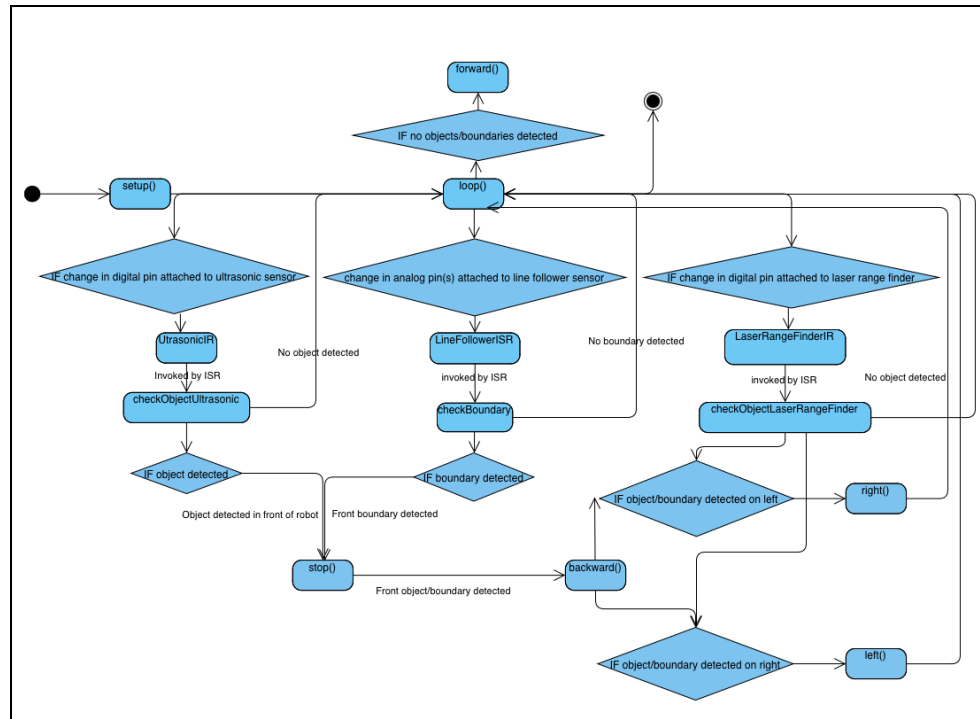 forward()
IF no objects/boundaries detected
setup()
loop()
IF change in digital pin attached to ultrasonic sensor
change in analog pin(s) attached to line follower sensor
IF change in digital pin attached to laser range finder
UtrasonicIR
No object detected
LineFollowerISR
No boundary detected
LaserRangeFinderIR
Invoked by ISR
invoked by ISR
invoked by ISR
No object detected
checkObjectUltrasonic
checkBoundary
checkObjectLaserRangeFinder
IF object detected
IF boundary detected
IF object/boundary detected on left
right()
Object detected in front of robot
Front boundary detected
stop()
Front object/boundary detected
backward()
IF object/boundary detected on right
left()